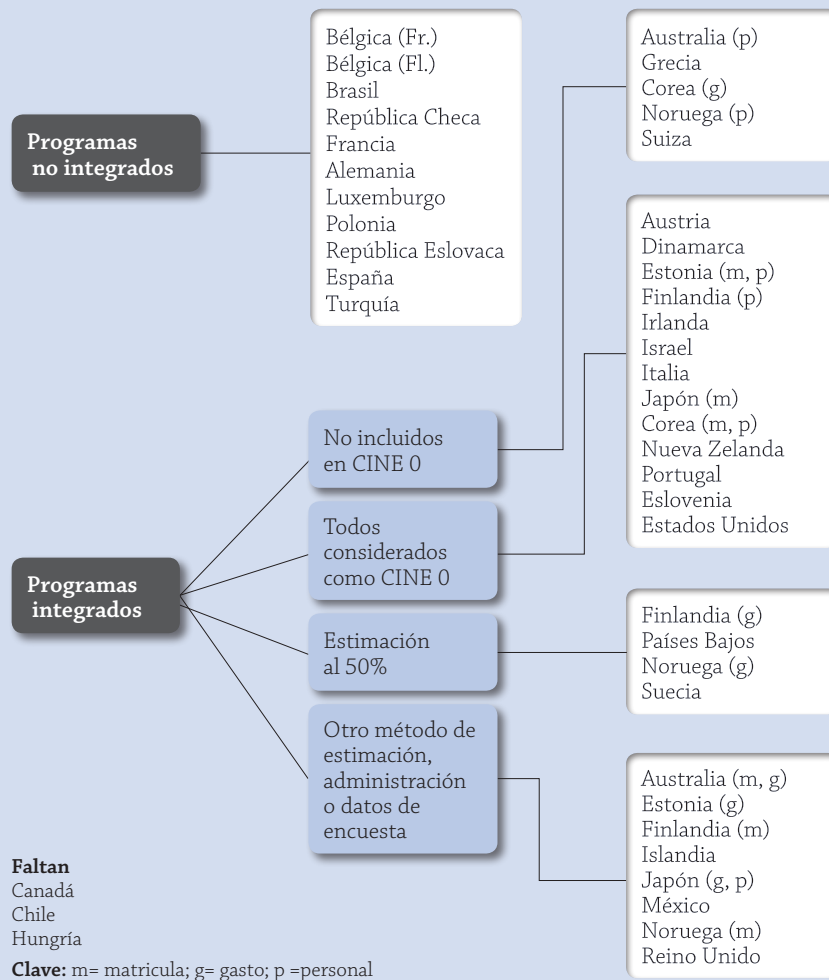 Programas
no integrados
Bélgica (Fr.)
Bélgica (Fl.)
Brasil
República Checa
Francia
Alemania
Luxemburgo
Polonia
República Eslovaca
España
Turquía
Programas
integrados
No incluidos
en CINE 0
Australia (p)
Grecia
Corea (g)
Noruega (p)
Suiza
Todos
considerados
como CINE 0
Austria
Dinamarca
Estonia (m, p)
Finlandia (p)
Irlanda
Israel
Italia
Japón (m)
Corea (m, p)
Nueva Zelanda
Portugal
Eslovenia
Estados Unidos
Estimación
al 50%
Finlandia (g)
Países Bajos
Noruega (g)
Suecia
Otro método de
estimación,
administración
o datos de
encuesta
Australia (m, g)
Estonia (g)
Finlandia (m)
Islandia
Japón (g, p)
México
Noruega (m)
Reino Unido
Faltan
Canadá
Chile
Hungría
Clave: m= matricula; g= gasto; p =personal